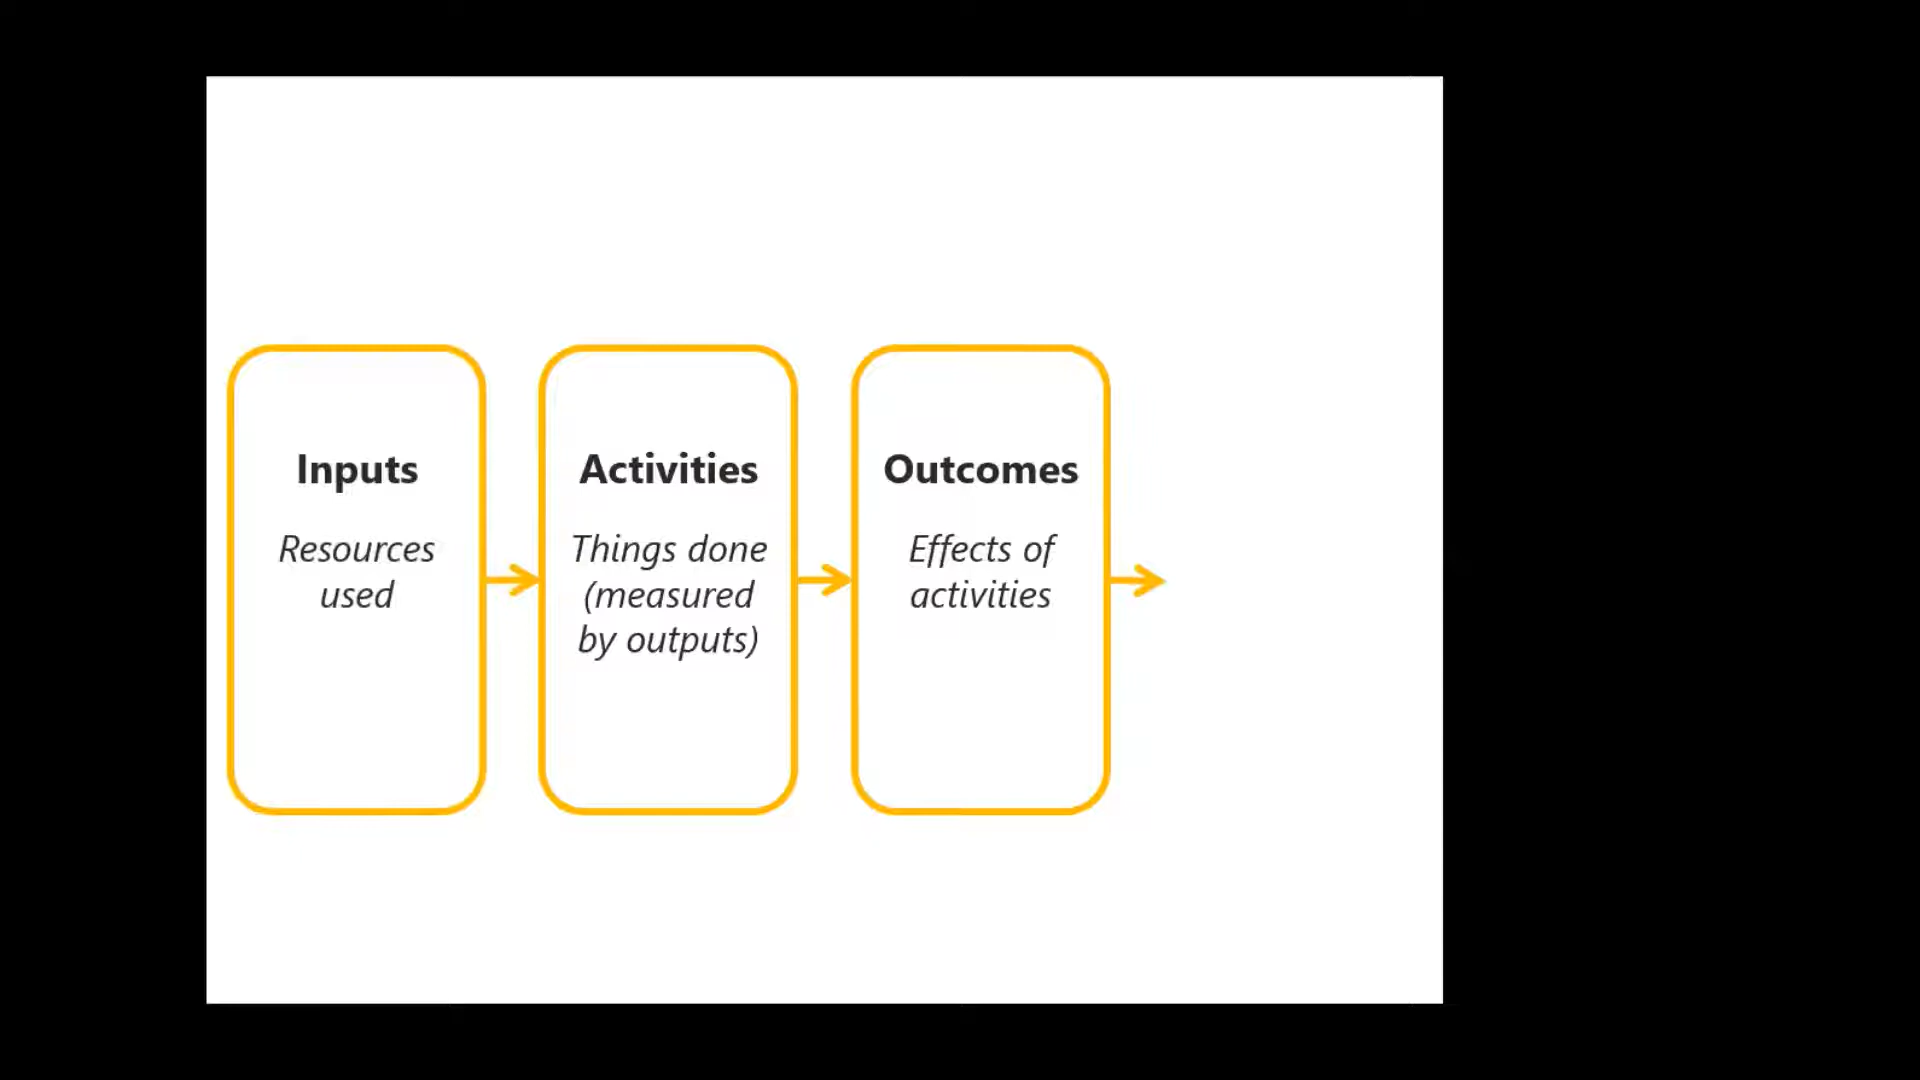 Inputs
Resources
used
Activities
Things done
(measured
by outputs)
Outcomes
Effects of
activities